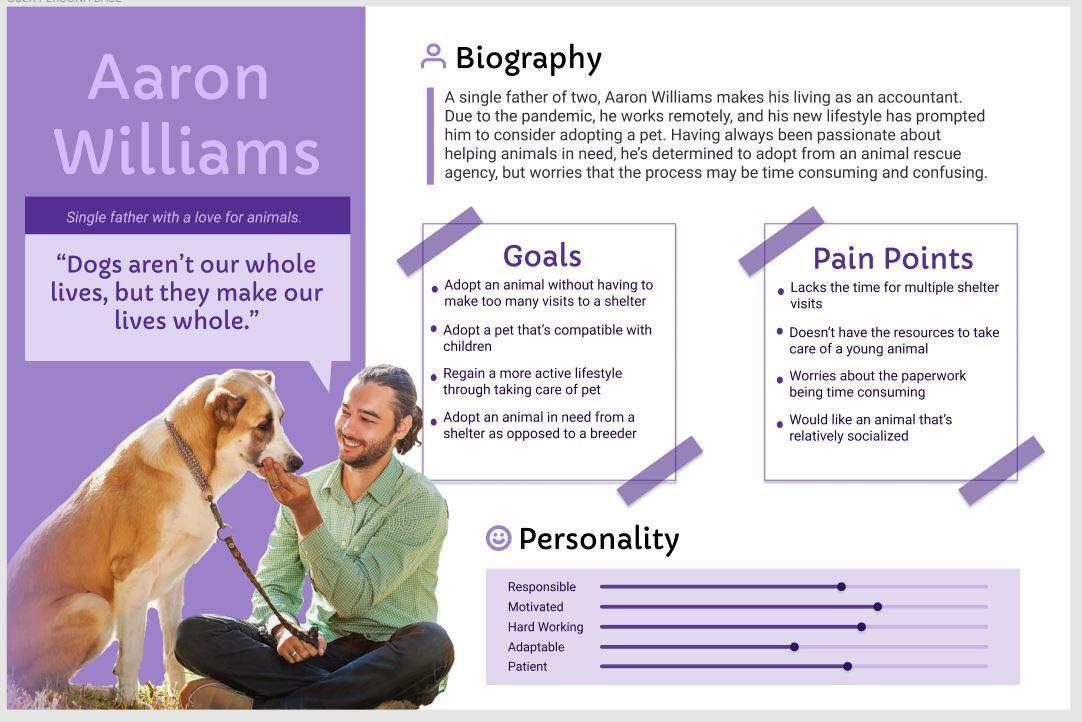 Aaron
Williams
Single father with a love for animals.
“Dogs aren’t our whole
lives, but they make our
lives whole.”
Biography
A single father of two, Aaron Williams makes his living as an accountant.
Due to the pandemic, he works remotely, and his new lifestyle has prompted
him to consider adopting a pet. Having always been passionate about
helping animals in need, he’s determined to adopt from an animal rescue
agency, but worries that the process may be time consuming and confusing.
Goals
Adopt an animal without having to
make too many visits to a shelter
Adopt a pet that’s compatible with
children
Regain a more active lifestyle
through taking care of pet
Adopt an animal in need from a
shelter as opposed to a breeder
Pain Points
Lacks the time for multiple shelter
visits
Doesn’t have the resources to take
care of a young animal
Worries about the paperwork
being time consuming
Would like an animal that’s
relatively socialized
Personality
Responsible
Motivated
Hard Working
Adaptable
Patient